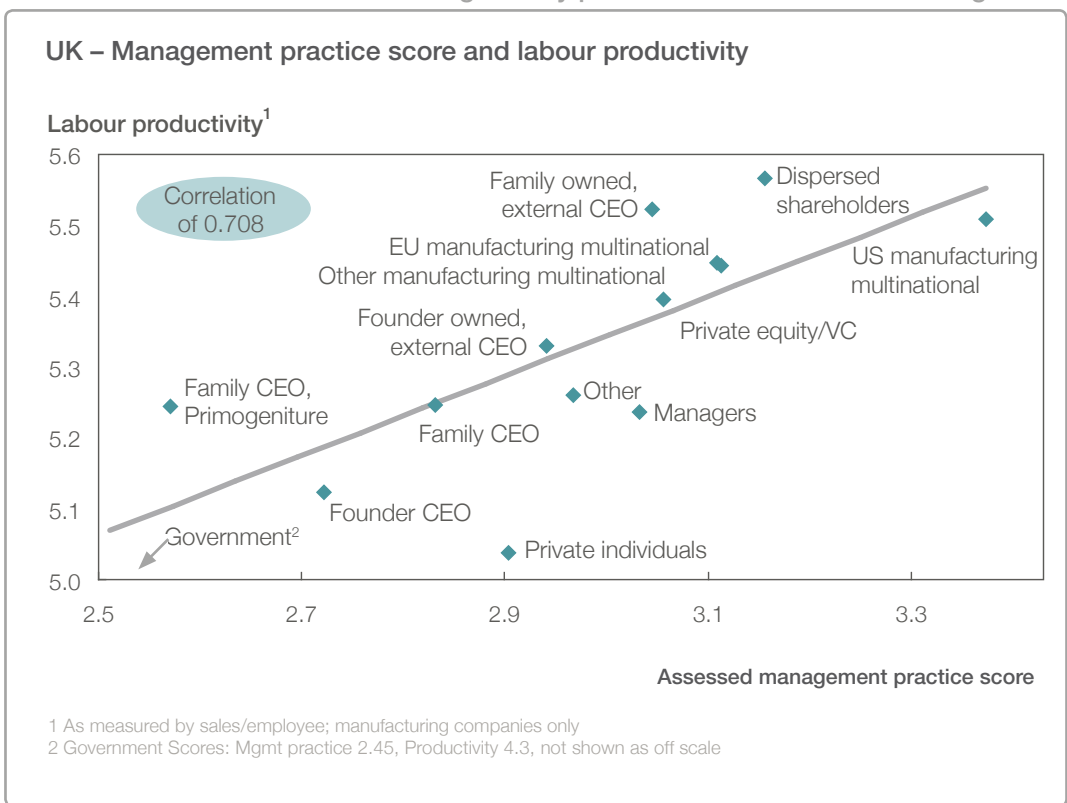 UK – Management practice score and labour productivity
Labour productivity1
5.6
5.5
5.4
5.3
5.2
5.1
5.0
Correlation
of 0.708
Family owned,
external CEO
Dispersed
shareholders
EU manufacturing multinational
Other manufacturing multinational
US manufacturing
multinational
Founder owned,
external CEO
Private equity/VC
Family CEO,
Primogeniture
Other
Managers
Family CEO
Founder CEO
Government2
Private individuals
2.5 2.7 2.9 3.1 3.3
Assessed management practice score
1 As measured by sales/employee; manufacturing companies only
2 Government Scores: Mgmt practice 2.45, Productivity 4.3, not shown as off scale